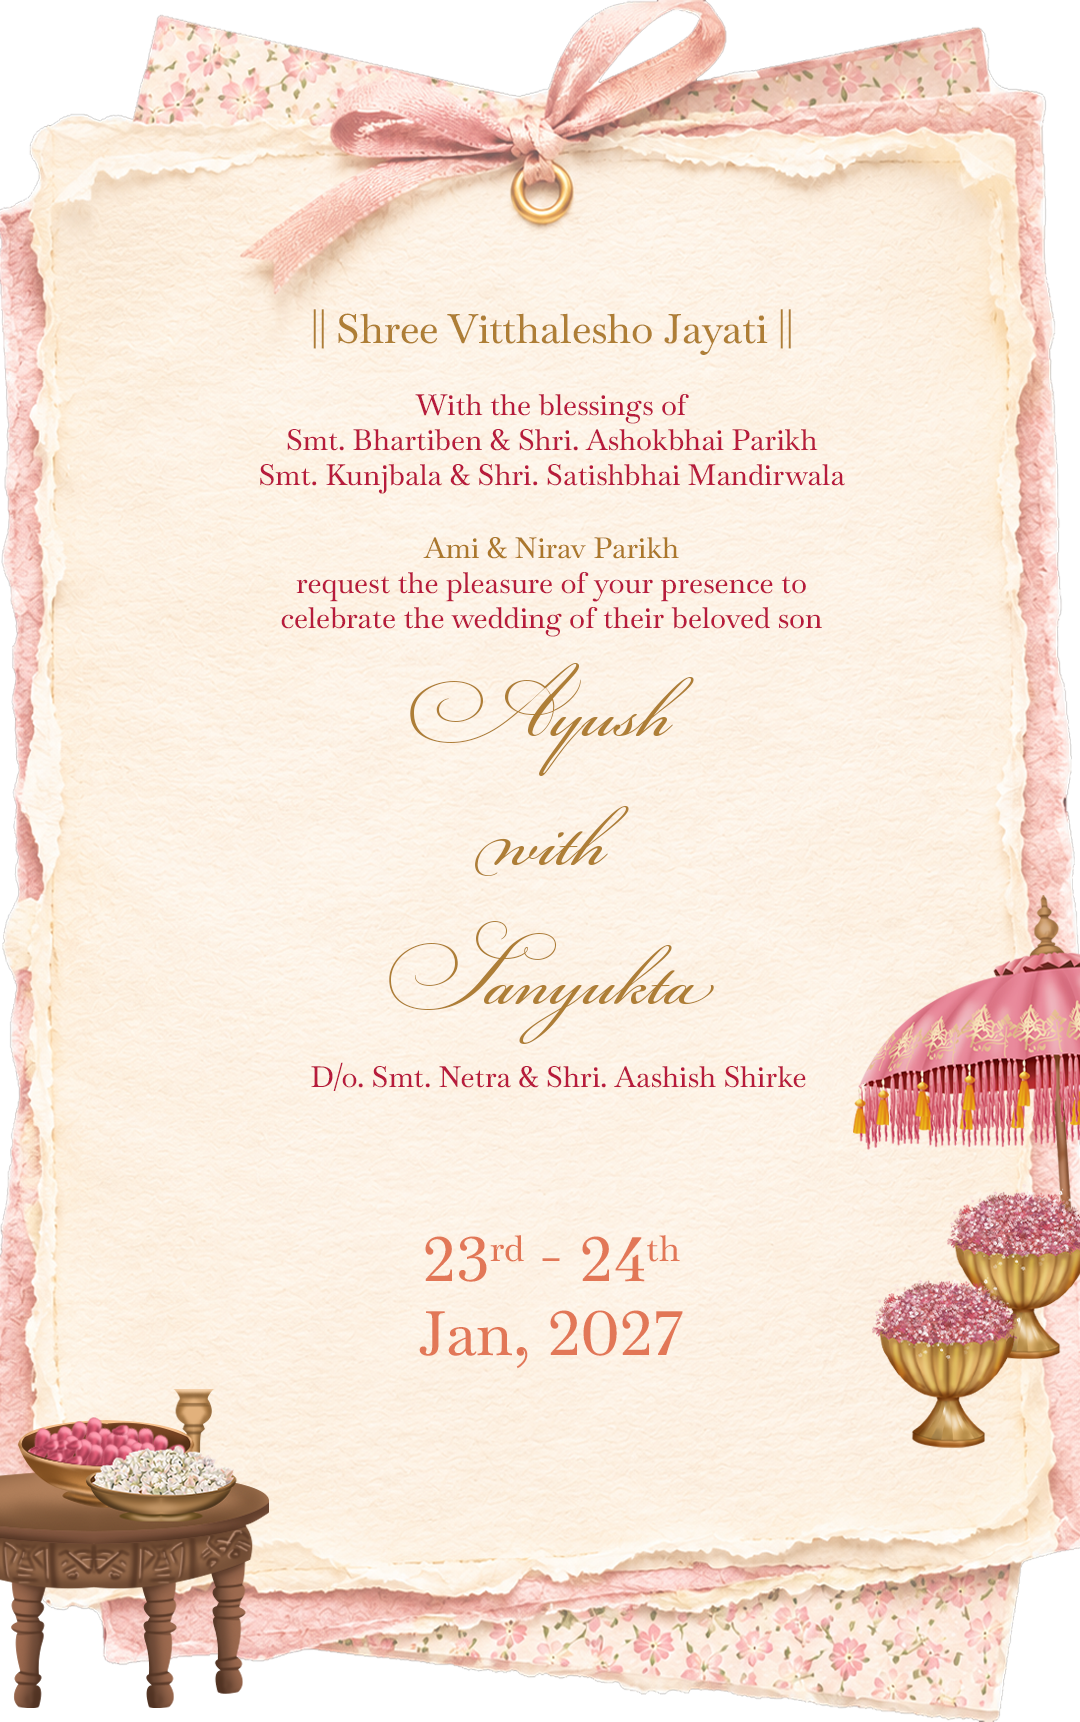 || Shree Vitthalesho Jayati ||
With the blessings of
Smt. Bhartiben & Shri. Ashokbhai Parikh
Smt. Kunjbala & Shri. Satishbhai Mandirwala
Ami & Nirav Parikh
request the pleasure of your presence to
celebrate the wedding of their beloved son
Ayush
with
Sanyukta
D/o. Smt. Netra & Shri. Aashish Shirke
23rd - 24th
Jan, 2027